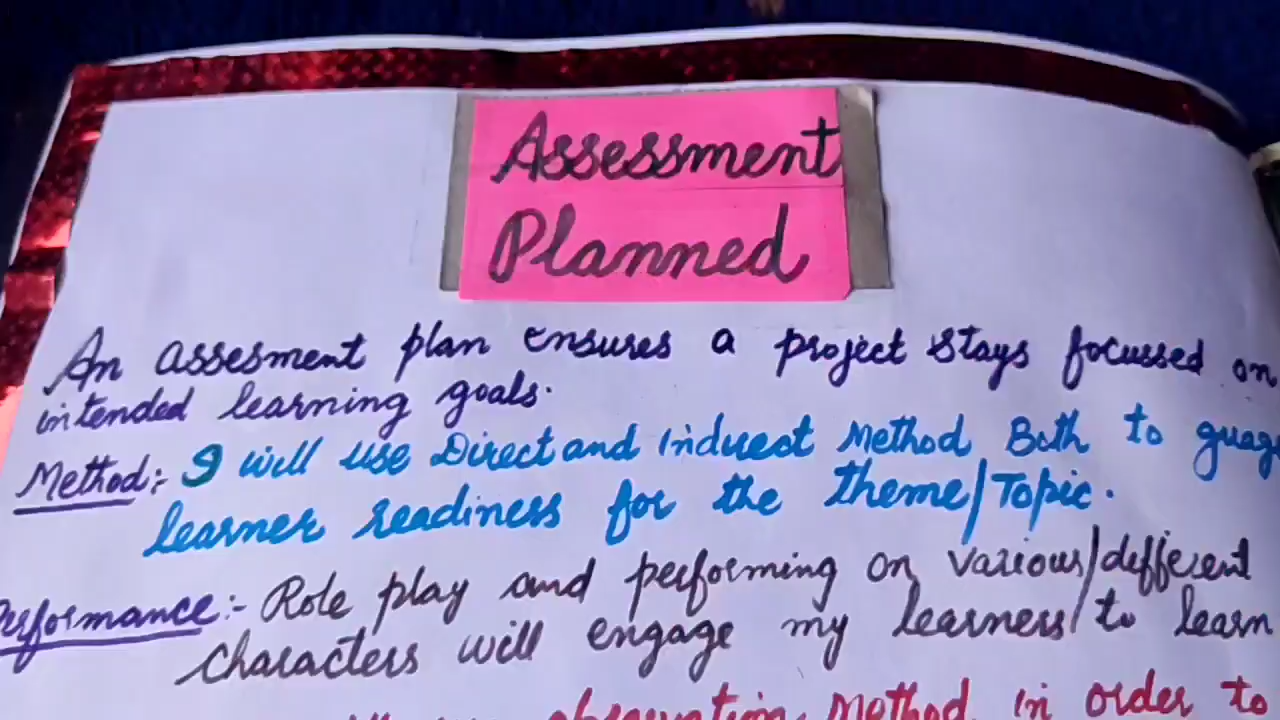 Assessment
Planned
An assesment plan ensures a project stays focussed on
intended learning goals.
Method:- I will use Direct and Indirect Method Both to guag
learner readiness for the theme/Topic.
Performance:- Role play and performing on various/different
characters will engage my learners/to learn
observation Method in order to